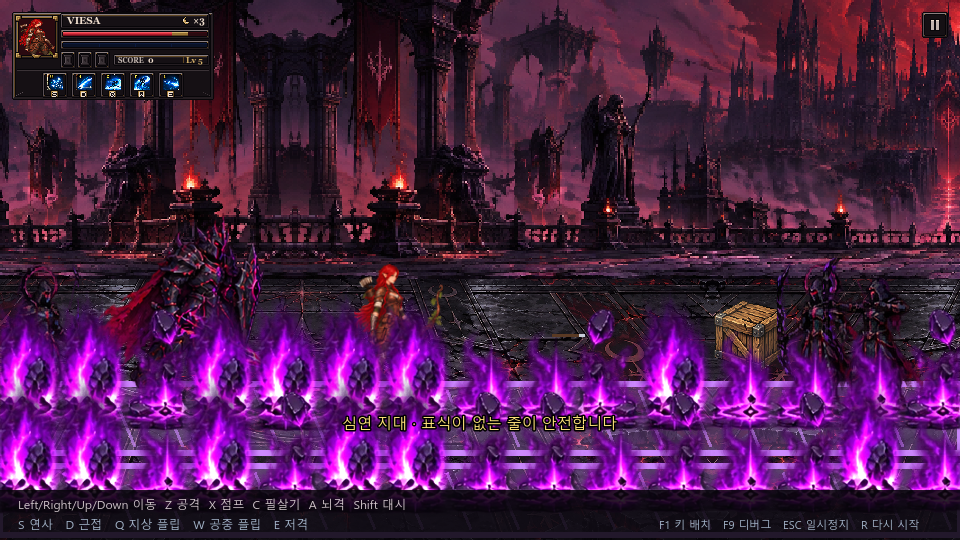 VIESA
×3
SCORE 0
Lv 5
S D Q W E
심연 지대 · 표식이 없는 줄이 안전합니다
Left/Right/Up/Down 이동 Z 공격 X 점프 C 필살기 A 뇌격 Shift 대시
S 연사 D 근접 Q 지상 플립 W 공중 플립 E 저격
F1 키 배치 F9 디버그 ESC 일시정지 R 다시 시작